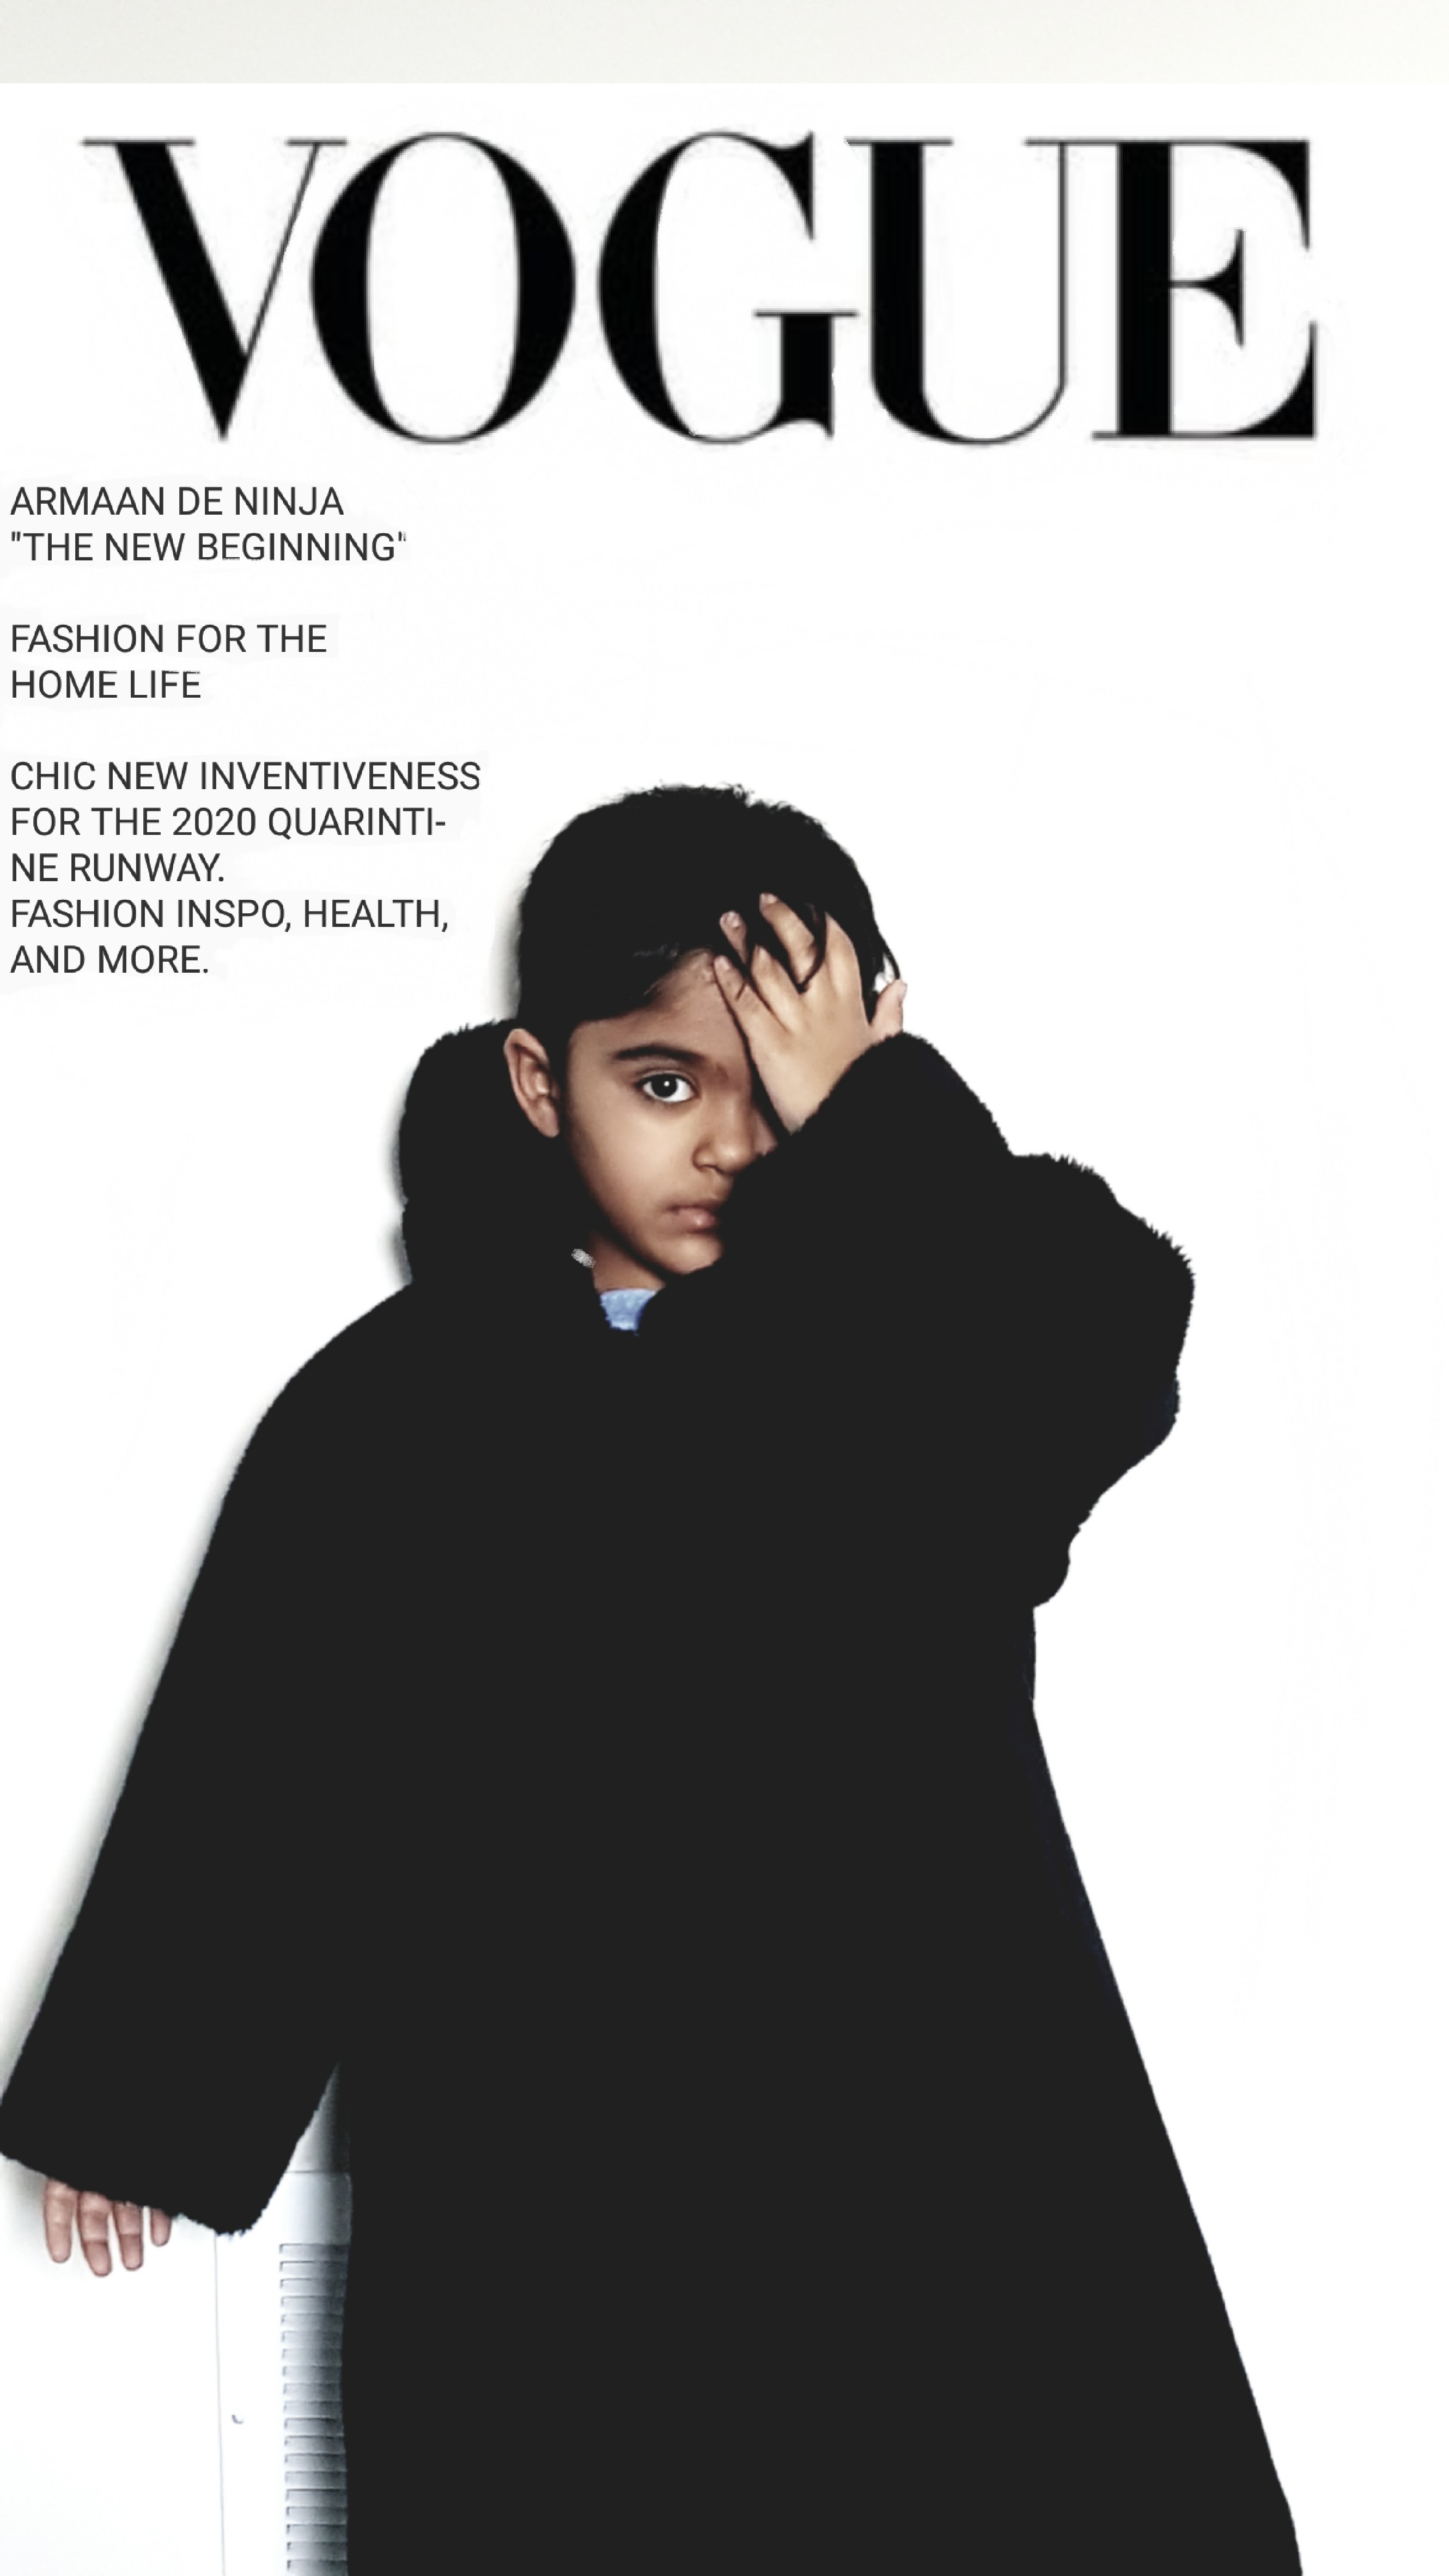 VOGUE
ARMAAN DE NINJA
"THE NEW BEGINNING"
FASHION FOR THE
HOME LIFE
CHIC NEW INVENTIVENESS
FOR THE 2020 QUARINTI-
NE RUNWAY.
FASHION INSPO, HEALTH,
AND MORE.